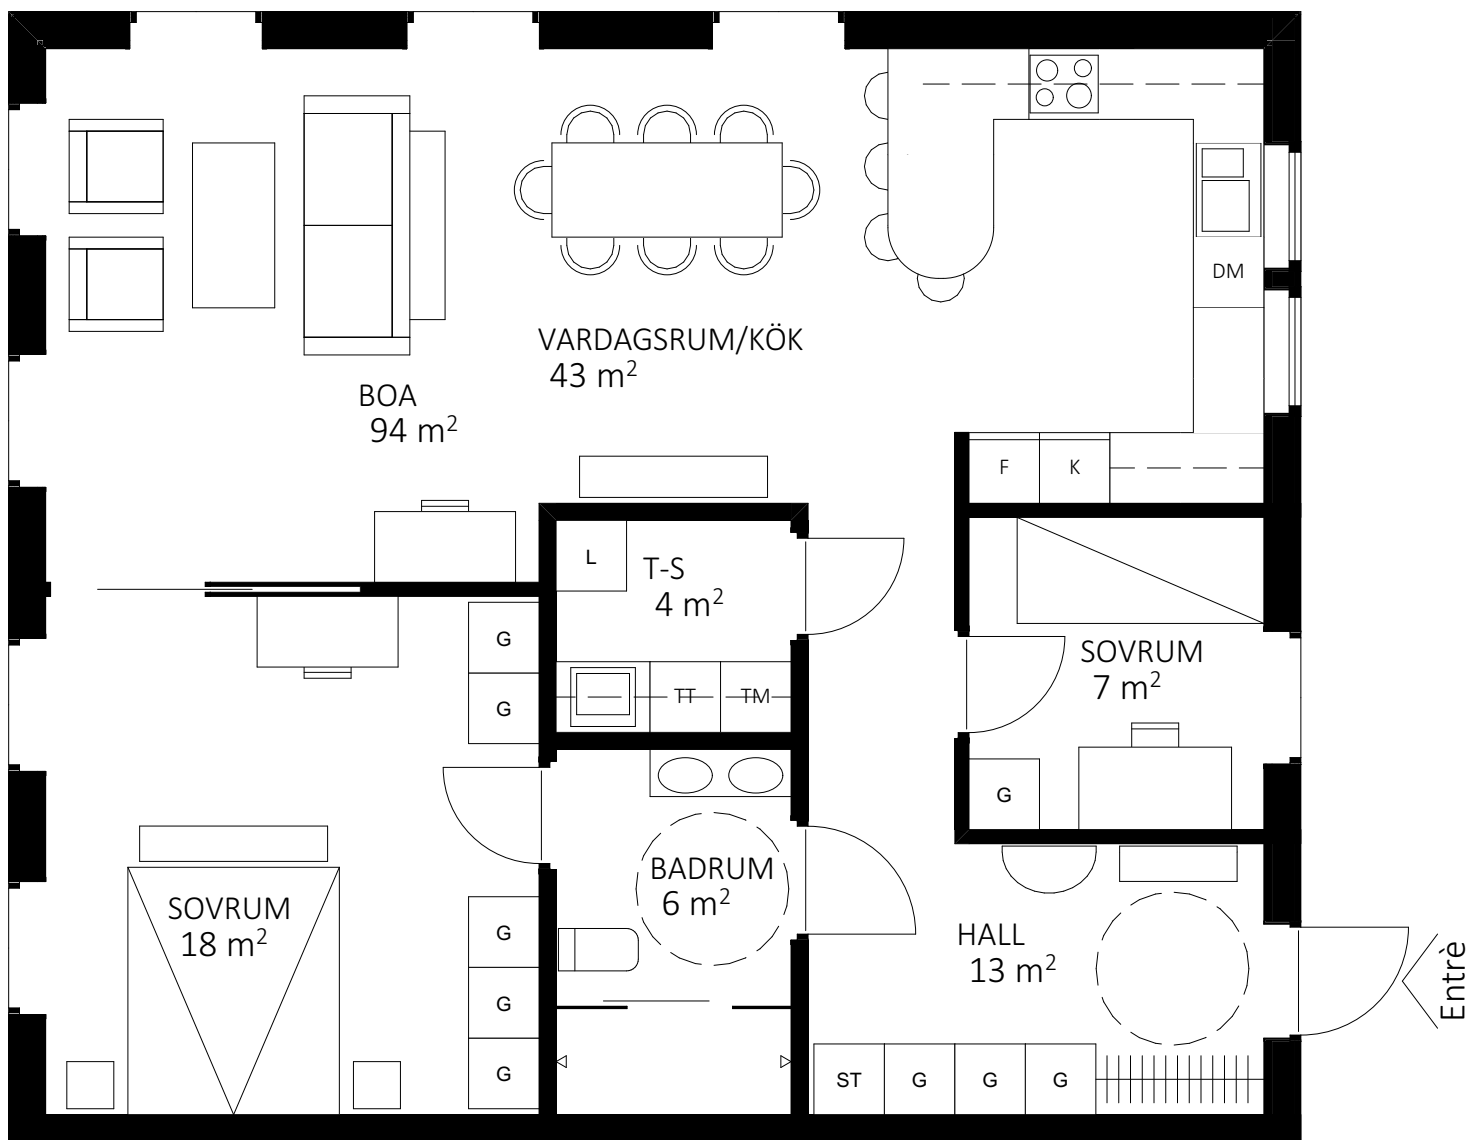 DM
VARDAGSRUM/KÖK
43 m²
BOA
94 m²
F K
L
T-S
4 m²
TT TM
G
G
SOVRUM
7 m²
G
BADRUM
6 m²
SOVRUM
18 m²
G
G
G
HALL
13 m²
Entrè
ST G G G